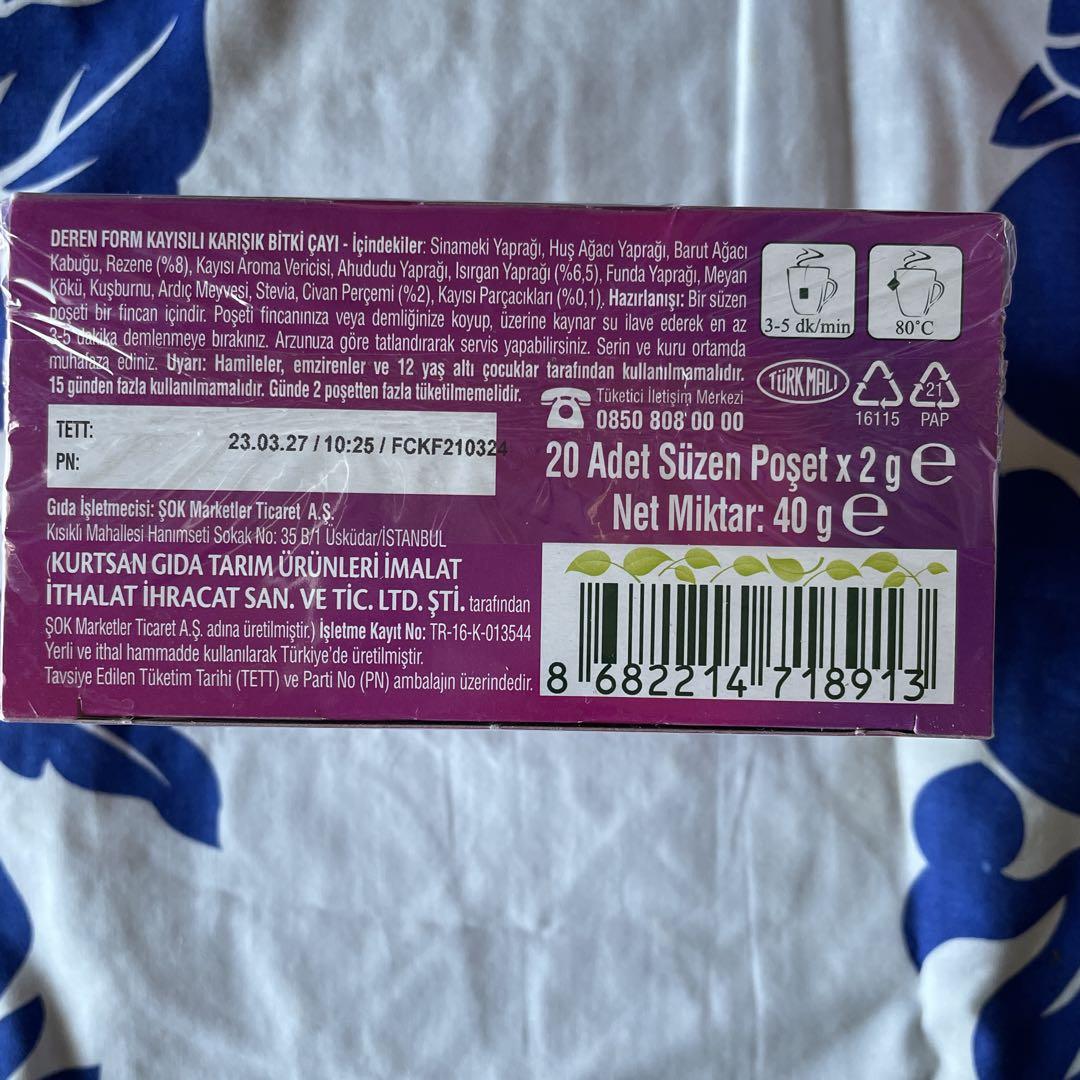 DEREN FORM KAYISILI KARIŞIK BİTKİ ÇAYI - İçindekiler: Sinameki Yaprağı, Huş Ağacı Yaprağı, Barut Ağacı
Kabuğu, Rezene (%8), Kayısı Aroma Vericisi, Ahududu Yaprağı, Isırgan Yaprağı (%6,5), Funda Yaprağı, Meyan
Kökü, Kuşburnu, Ardıç Meyvesi, Stevia, Civan Perçemi (%2), Kayısı Parçacıkları (%0,1), Hazırlanışı: Bir süzen
poşeti bir fincan içindir. Poşeti fincanınıza veya demliğinize koyup, üzerine kaynar su ilave ederek en az
3-5 dakika demlenmeye bırakınız. Arzunuza göre tatlandırarak servis yapabilirsiniz. Serin ve kuru ortamda
muhafaza ediniz. Uyarı: Hamileler, emzirenler ve 12 yaş altı çocuklar tarafından kullanılmamalıdır.
15 günden fazla kullanılmamalıdır. Günde 2 poşetten fazla tüketilmemelidir.
3-5 dk/min
80°C
TÜRK MALI
16115
21
PAP
Tüketici İletişim Merkezi
0850 808 00 00
TETT:
PN:
23.03.27 / 10:25 / FCKF210324
20 Adet Süzen Poşet x 2 g e
Net Miktar: 40 g e
Gıda İşletmecisi: ŞOK Marketler Ticaret A.Ş.
Kısıklı Mahallesi Hanımseti Sokak No: 35 B/1 Üsküdar/İSTANBUL
(KURTSAN GIDA TARIM ÜRÜNLERİ İMALAT
İTHALAT İHRACAT SAN. VE TİC. LTD. ŞTİ. tarafından
ŞOK Marketler Ticaret A.Ş. adına üretilmiştir.) İşletme Kayıt No: TR-16-K-013544
Yerli ve ithal hammadde kullanılarak Türkiye'de üretilmiştir.
Tavsiye Edilen Tüketim Tarihi (TETT) ve Parti No (PN) ambalajın üzerindedir.
8 682214 718913